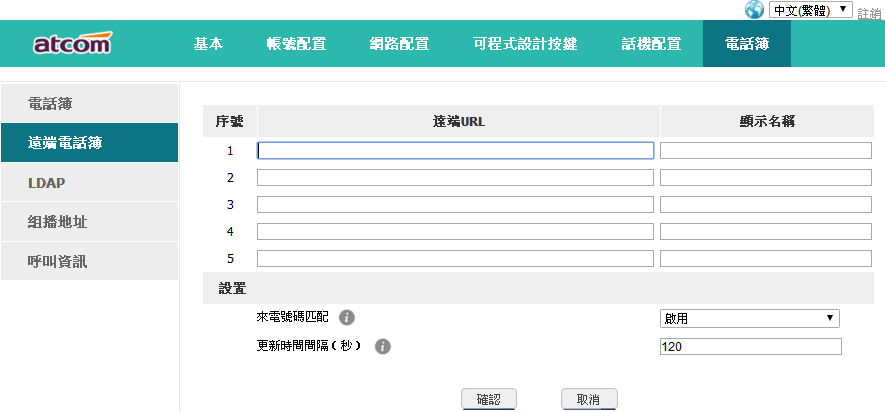 中文(繁體) 註銷
atcom 基本 帳號配置 網路配置 可程式設計按鍵 話機配置 電話簿
電話簿
遠端電話簿
LDAP
組播地址
呼叫資訊
序號 遠端URL 顯示名稱
1
2
3
4
5
設置
來電號碼匹配 i 啟用
更新時間間隔(秒) i 120
確認 取消